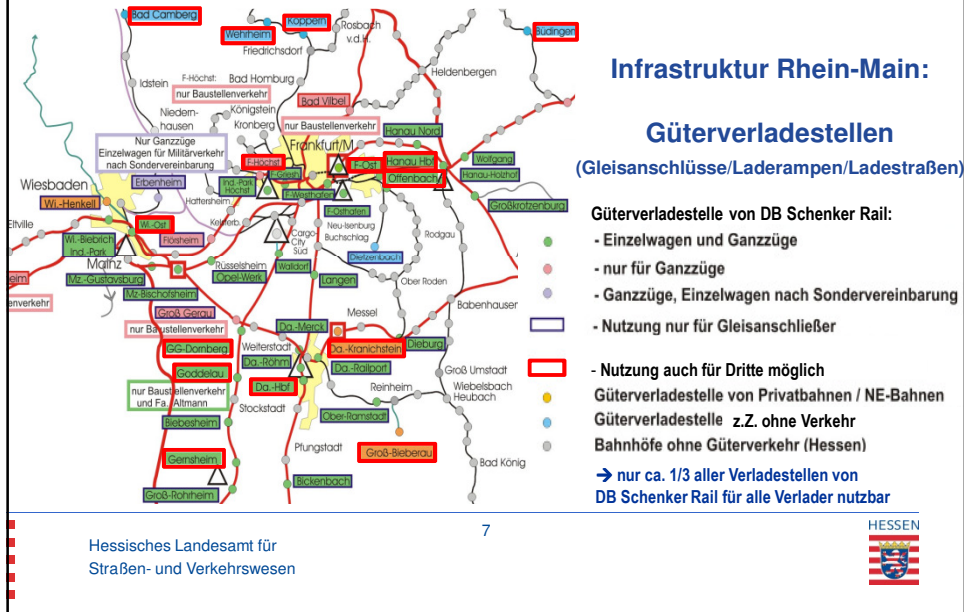 Bad Camberg
Köppern
Wehrheim
Rosbach
v.d.H.
Büdingen
Friedrichsdorf
Heldenbergen
Idstein
F-Höchst:
nur Baustellenverkehr
Bad Homburg
Bad Vilbel
nur Baustellenverkehr
Niedern-
hausen
Königstein
Kronberg
Nur Ganzzüge
Einzelwagen für Militärverkehr
nach Sondervereinbarung
Frankfurt/M
Hanau Nord
F-Höchst
F-Griesh
F-Ost
Hanau Hbf
Wolfgang
Hanau-Holzhof
Wiesbaden
Erbenheim
Ind.-Park
Höchst
Offenbach
Großkrotzenburg
Wi.-Henkell
Hattersheim
F-Westhafen
F-Osthafen
Eltville
Wi.-Ost
Kelsterb.
Neu-Isenburg
Buchschlag
Rodgau
Wi.-Biebrich
Ind.-Park
Flörsheim
Cargo-
City
Süd
Dietzenbach
Mainz
Rüsselsheim
Opel-Werk
Walldorf
Ober Roden
Mz.-Gustavsburg
Langen
heim
Mz-Bischofsheim
Babenhauser
enverkehr
Groß Gerau
nur Baustellenverkehr
Messel
Da.-Merck
GG-Dornberg
Weiterstadt
Da.-Kranichstein
Dieburg
Da.-Röhm
Da.-Railport
Goddelau
Da.-Hbf
Groß Umstadt
nur Baustellenverkehr
und Fa. Altmann
Reinheim
Wiebelsbach
Heubach
Stockstadt
Biebesheim
Ober-Ramstadt
Pfungstadt
Groß-Bieberau
Gernsheim
Bad König
Bickenbach
Groß-Rohrheim
Infrastruktur Rhein-Main:
Güterverladestellen
(Gleisanschlüsse/Laderampen/Ladestraßen)
Güterverladestelle von DB Schenker Rail:
- Einzelwagen und Ganzzüge
- nur für Ganzzüge
- Ganzzüge, Einzelwagen nach Sondervereinbarung
- Nutzung nur für Gleisanschließer
- Nutzung auch für Dritte möglich
Güterverladestelle von Privatbahnen / NE-Bahnen
Güterverladestelle z.Z. ohne Verkehr
Bahnhöfe ohne Güterverkehr (Hessen)
→ nur ca. 1/3 aller Verladestellen von
DB Schenker Rail für alle Verlader nutzbar
7
Hessisches Landesamt für
Straßen- und Verkehrswesen
HESSEN